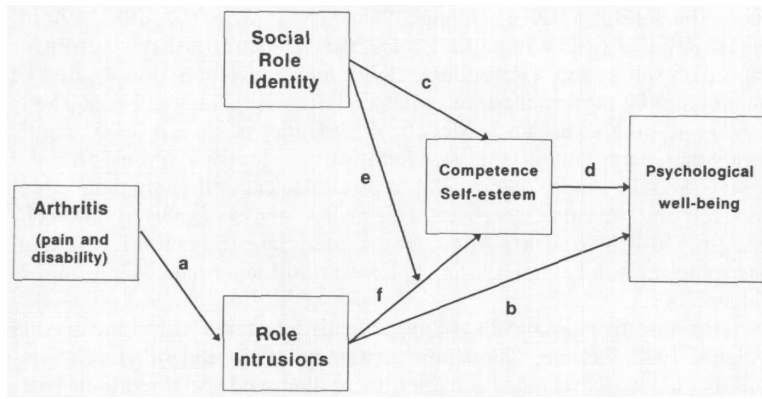 Social
Role
Identity
c
Competence
Self-esteem
d
Psychological
well-being
e
Arthritis
(pain and
disability)
a
f
b
Role
Intrusions